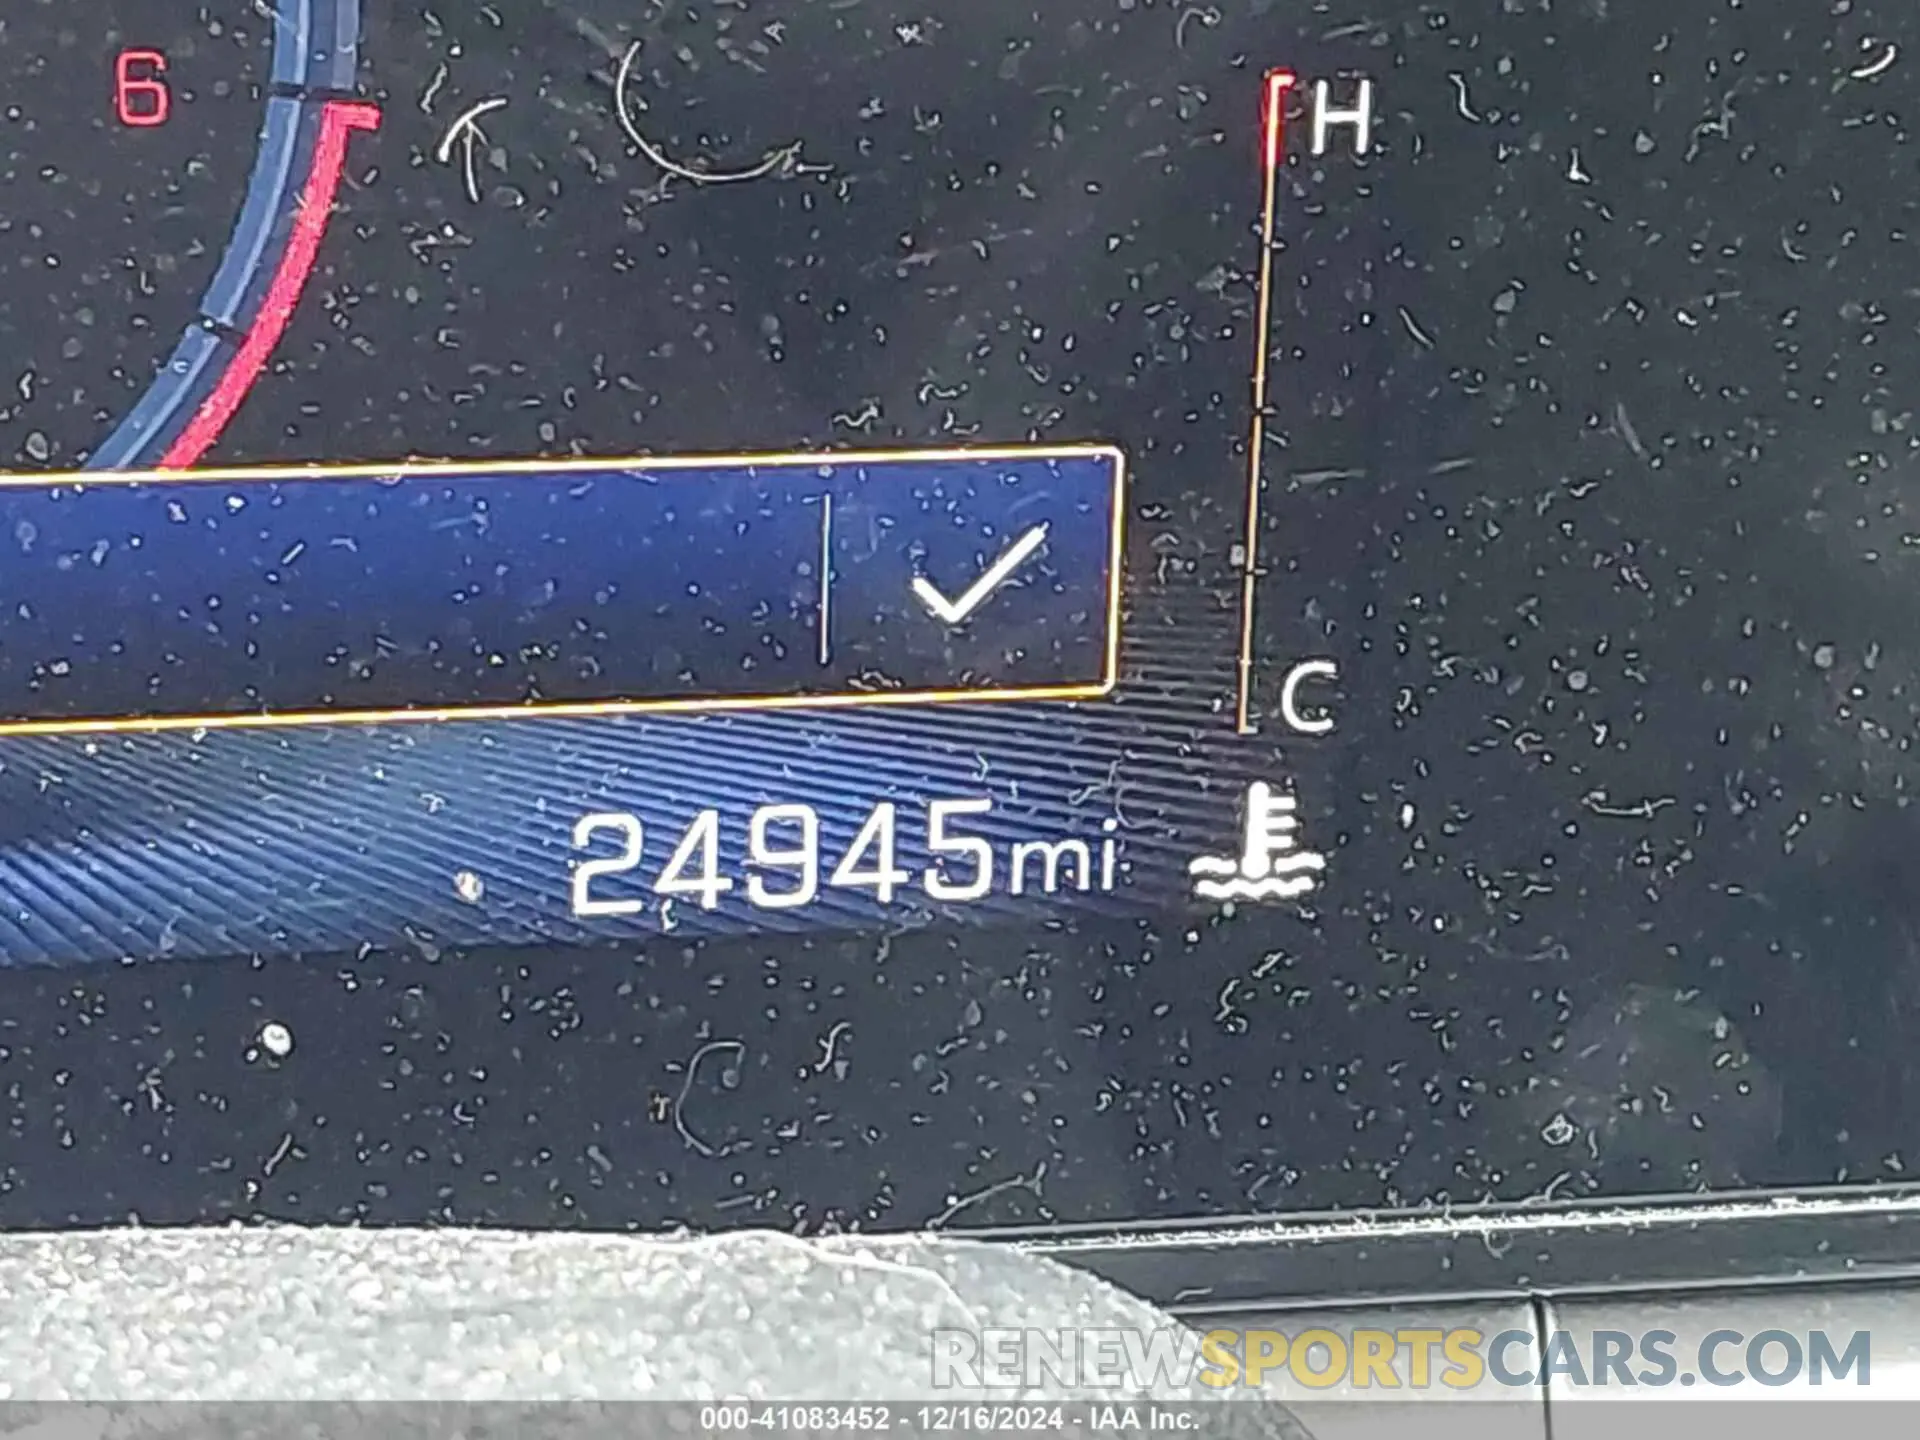 6
H
C
24945mi
RENEWSPORTSCARS.COM
000-41083452 - 12/16/2024 - IAA Inc.